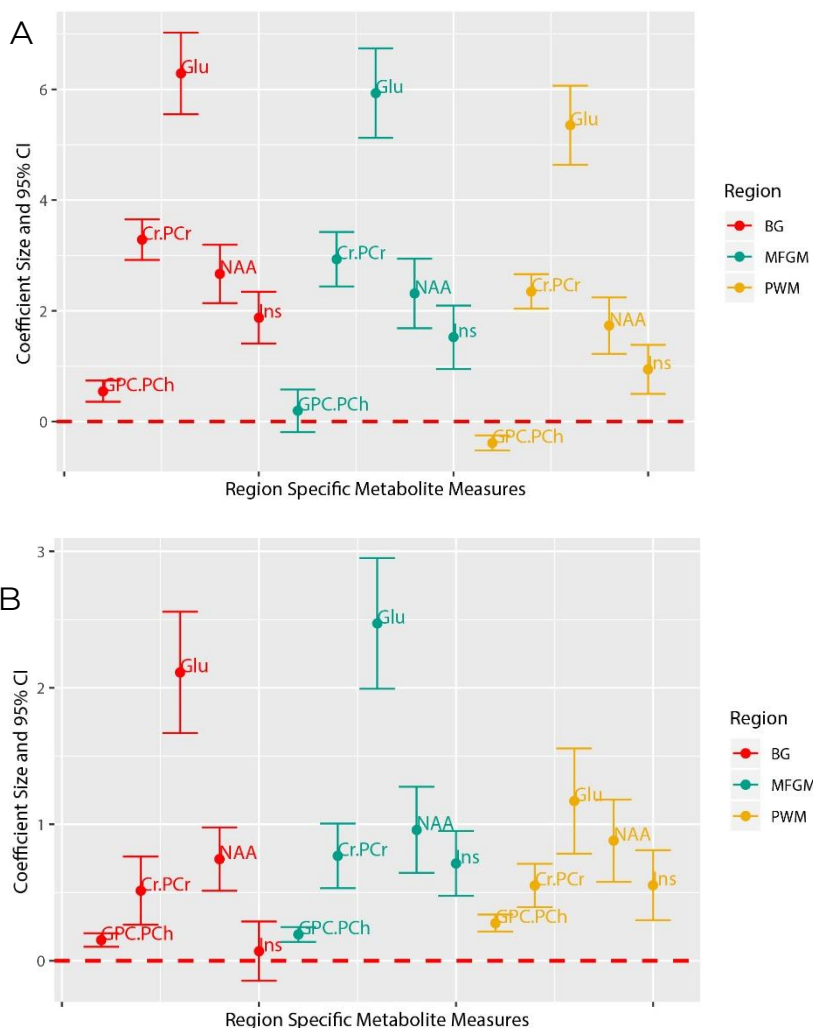 A
Coefficient Size and 95% CI
6
4
2
0
Glu
Cr.PCr
NAA
Ins
GPC.PCh
Glu
Cr.PCr
NAA
Ins
GPC.PCh
Glu
Cr.PCr
NAA
Ins
GPC.PCh
Region Specific Metabolite Measures
Region
BG
MFGM
PWM
B
Coefficient Size and 95% CI
3
2
1
0
Glu
NAA
Cr.PCr
GPC.PCh
Ins
Glu
NAA
Cr.PCr
Ins
GPC.PCh
Glu
NAA
Cr.PCr
Ins
GPC.PCh
Region Specific Metabolite Measures
Region
BG
MFGM
PWM